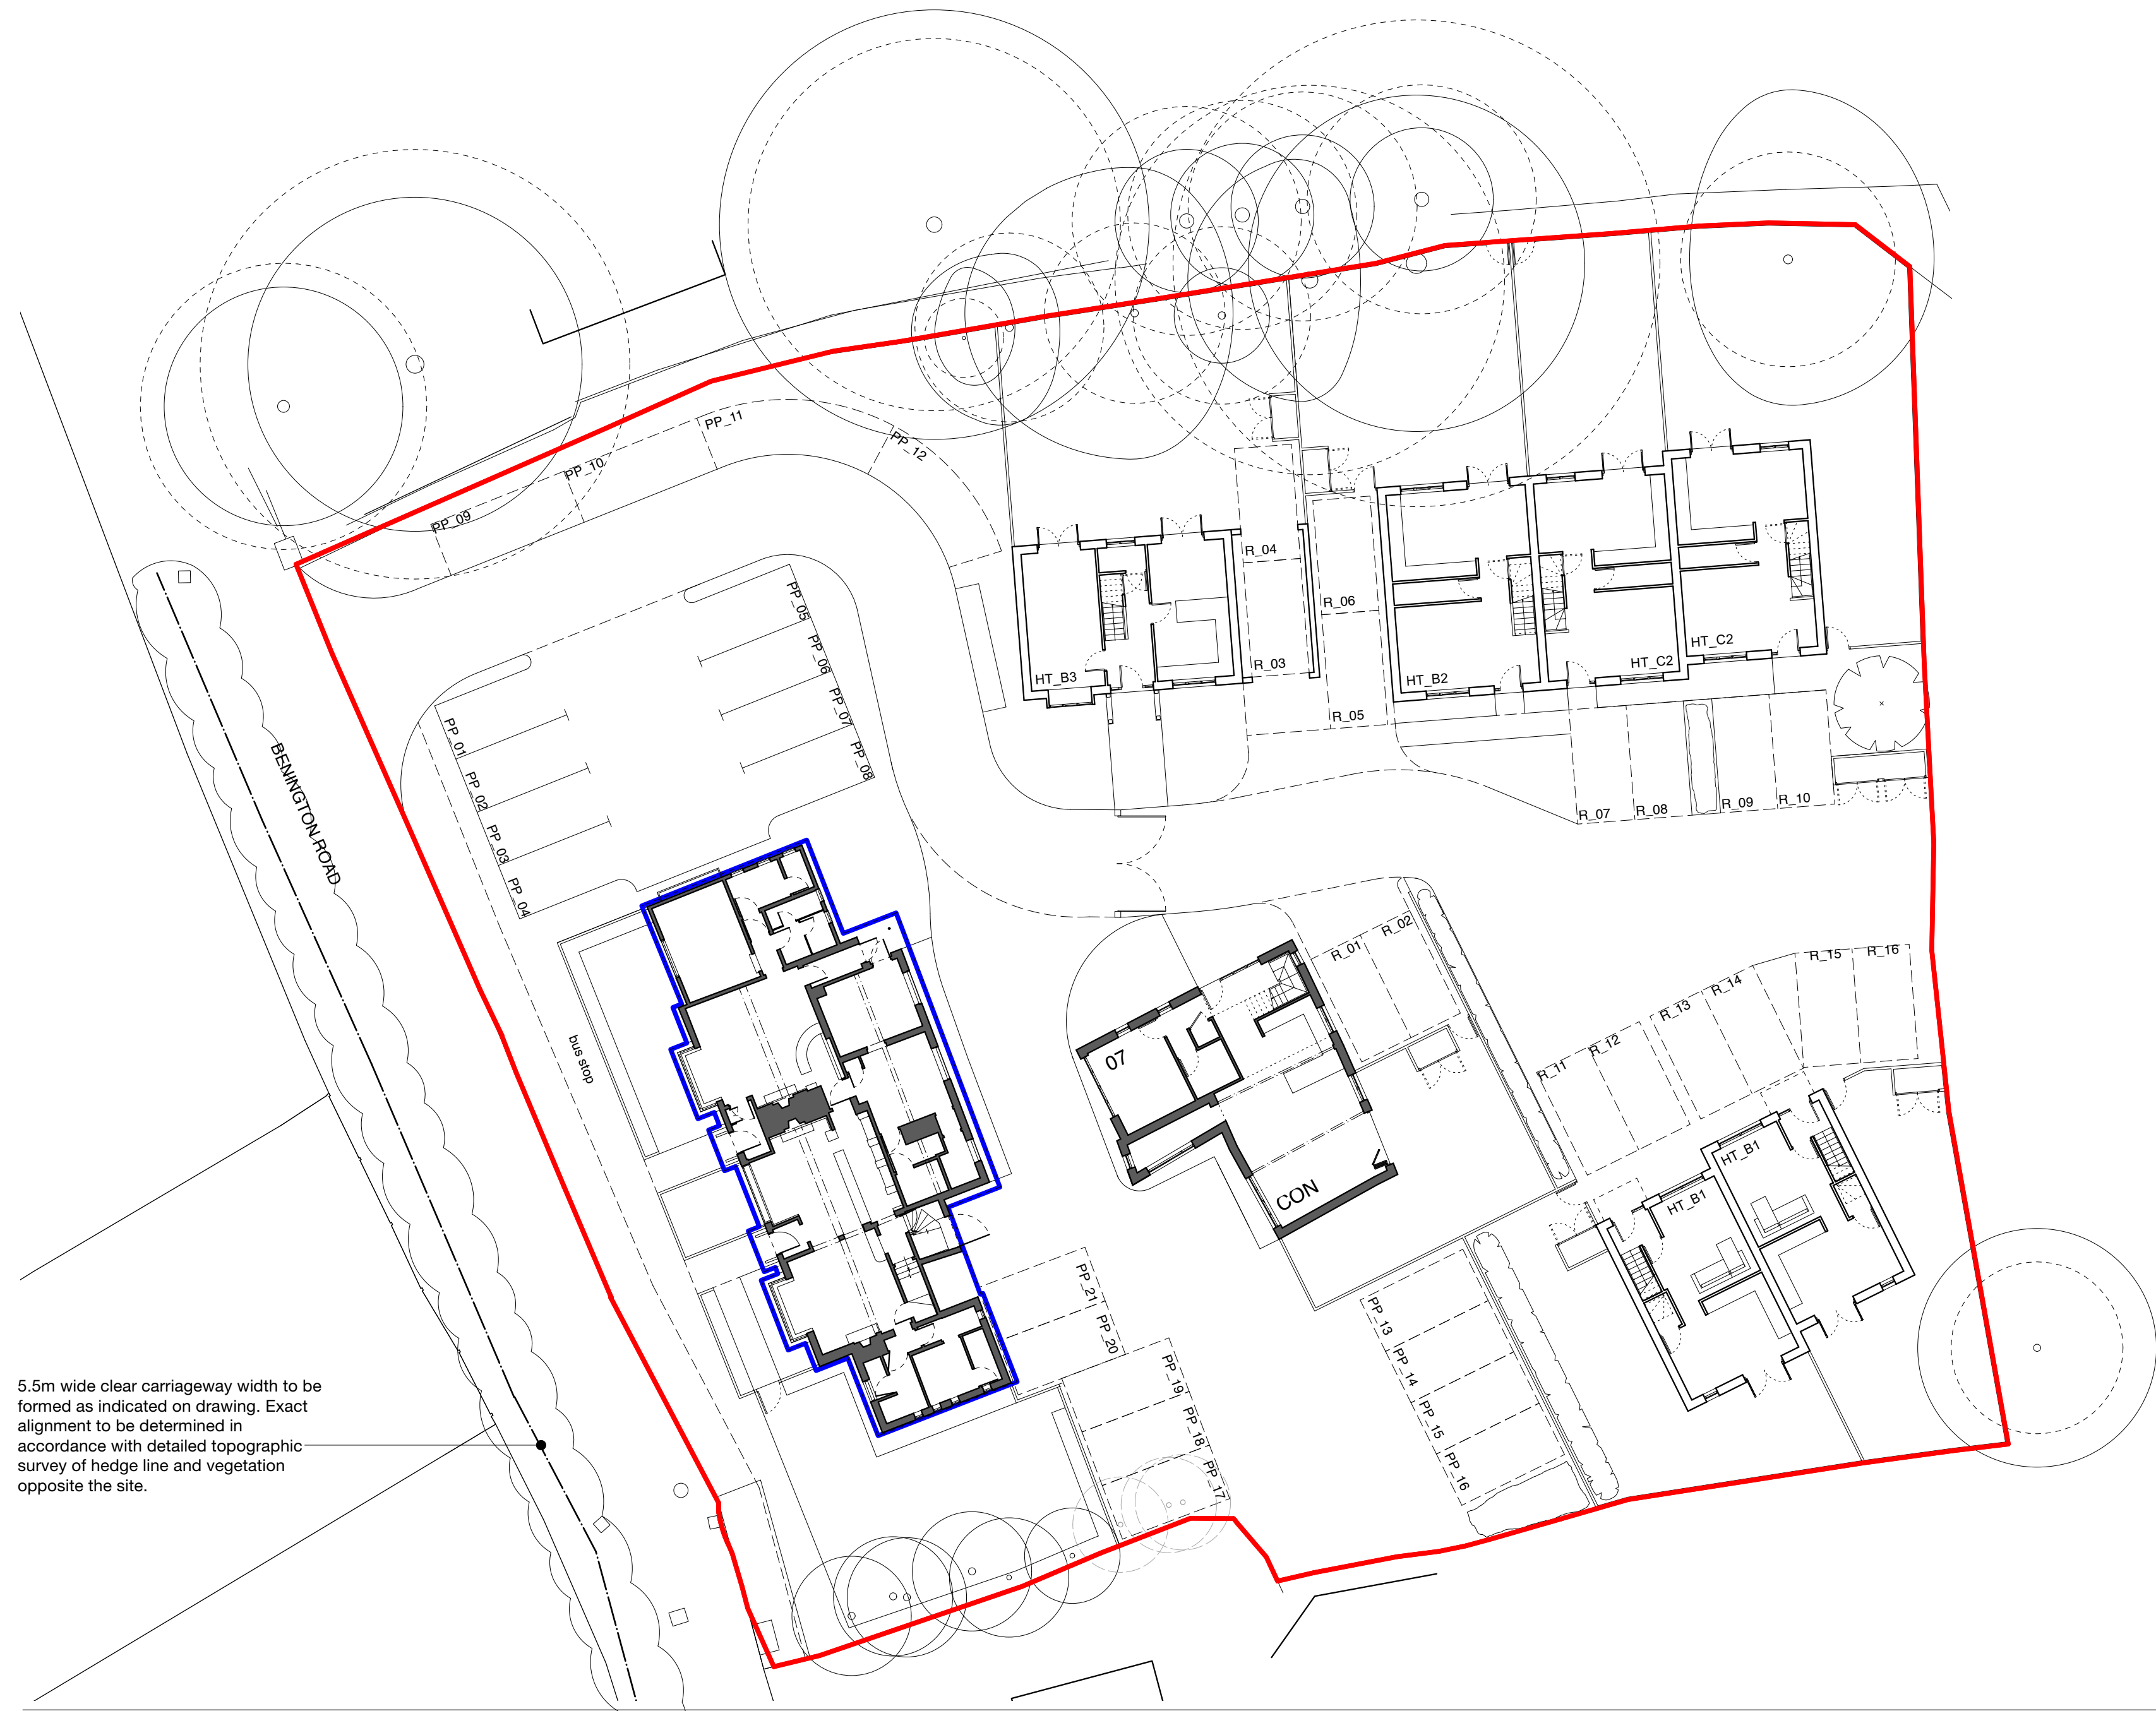 PP_11
PP_12
PP_10
PP_09
R_04
PP_05
R_06
PP_06
HT_C2
HT_C2
R_03
HT_B3
HT_B2
PP_07
R_05
PP_01
BENINGTON ROAD
PP_08
PP_02
R_07
R_08
R_09
R_10
PP_03
PP_04
R_02
R_01
R_15
R_16
R_14
R_13
bus stop
R_12
07
R_11
HT_B1
CON
HT_B1
PP_21
PP_20
PP_13
PP_14
PP_19
PP_15
PP_18
PP_16
PP_17
5.5m wide clear carriageway width to be
formed as indicated on drawing. Exact
alignment to be determined in
accordance with detailed topographic
survey of hedge line and vegetation
opposite the site.